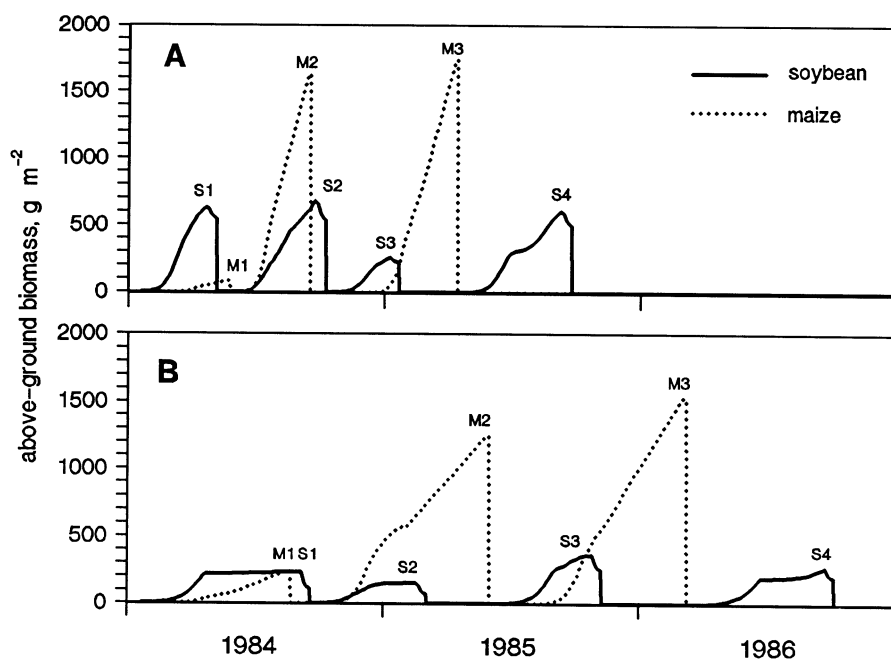 2000
1500
1000
500
0
A
S1
M1
M2
S2
S3
M3
S4
soybean
maize
above-ground biomass, g m⁻²
2000
1500
1000
500
0
B
M1 S1
S2
M2
S3
M3
S4
1984
1985
1986